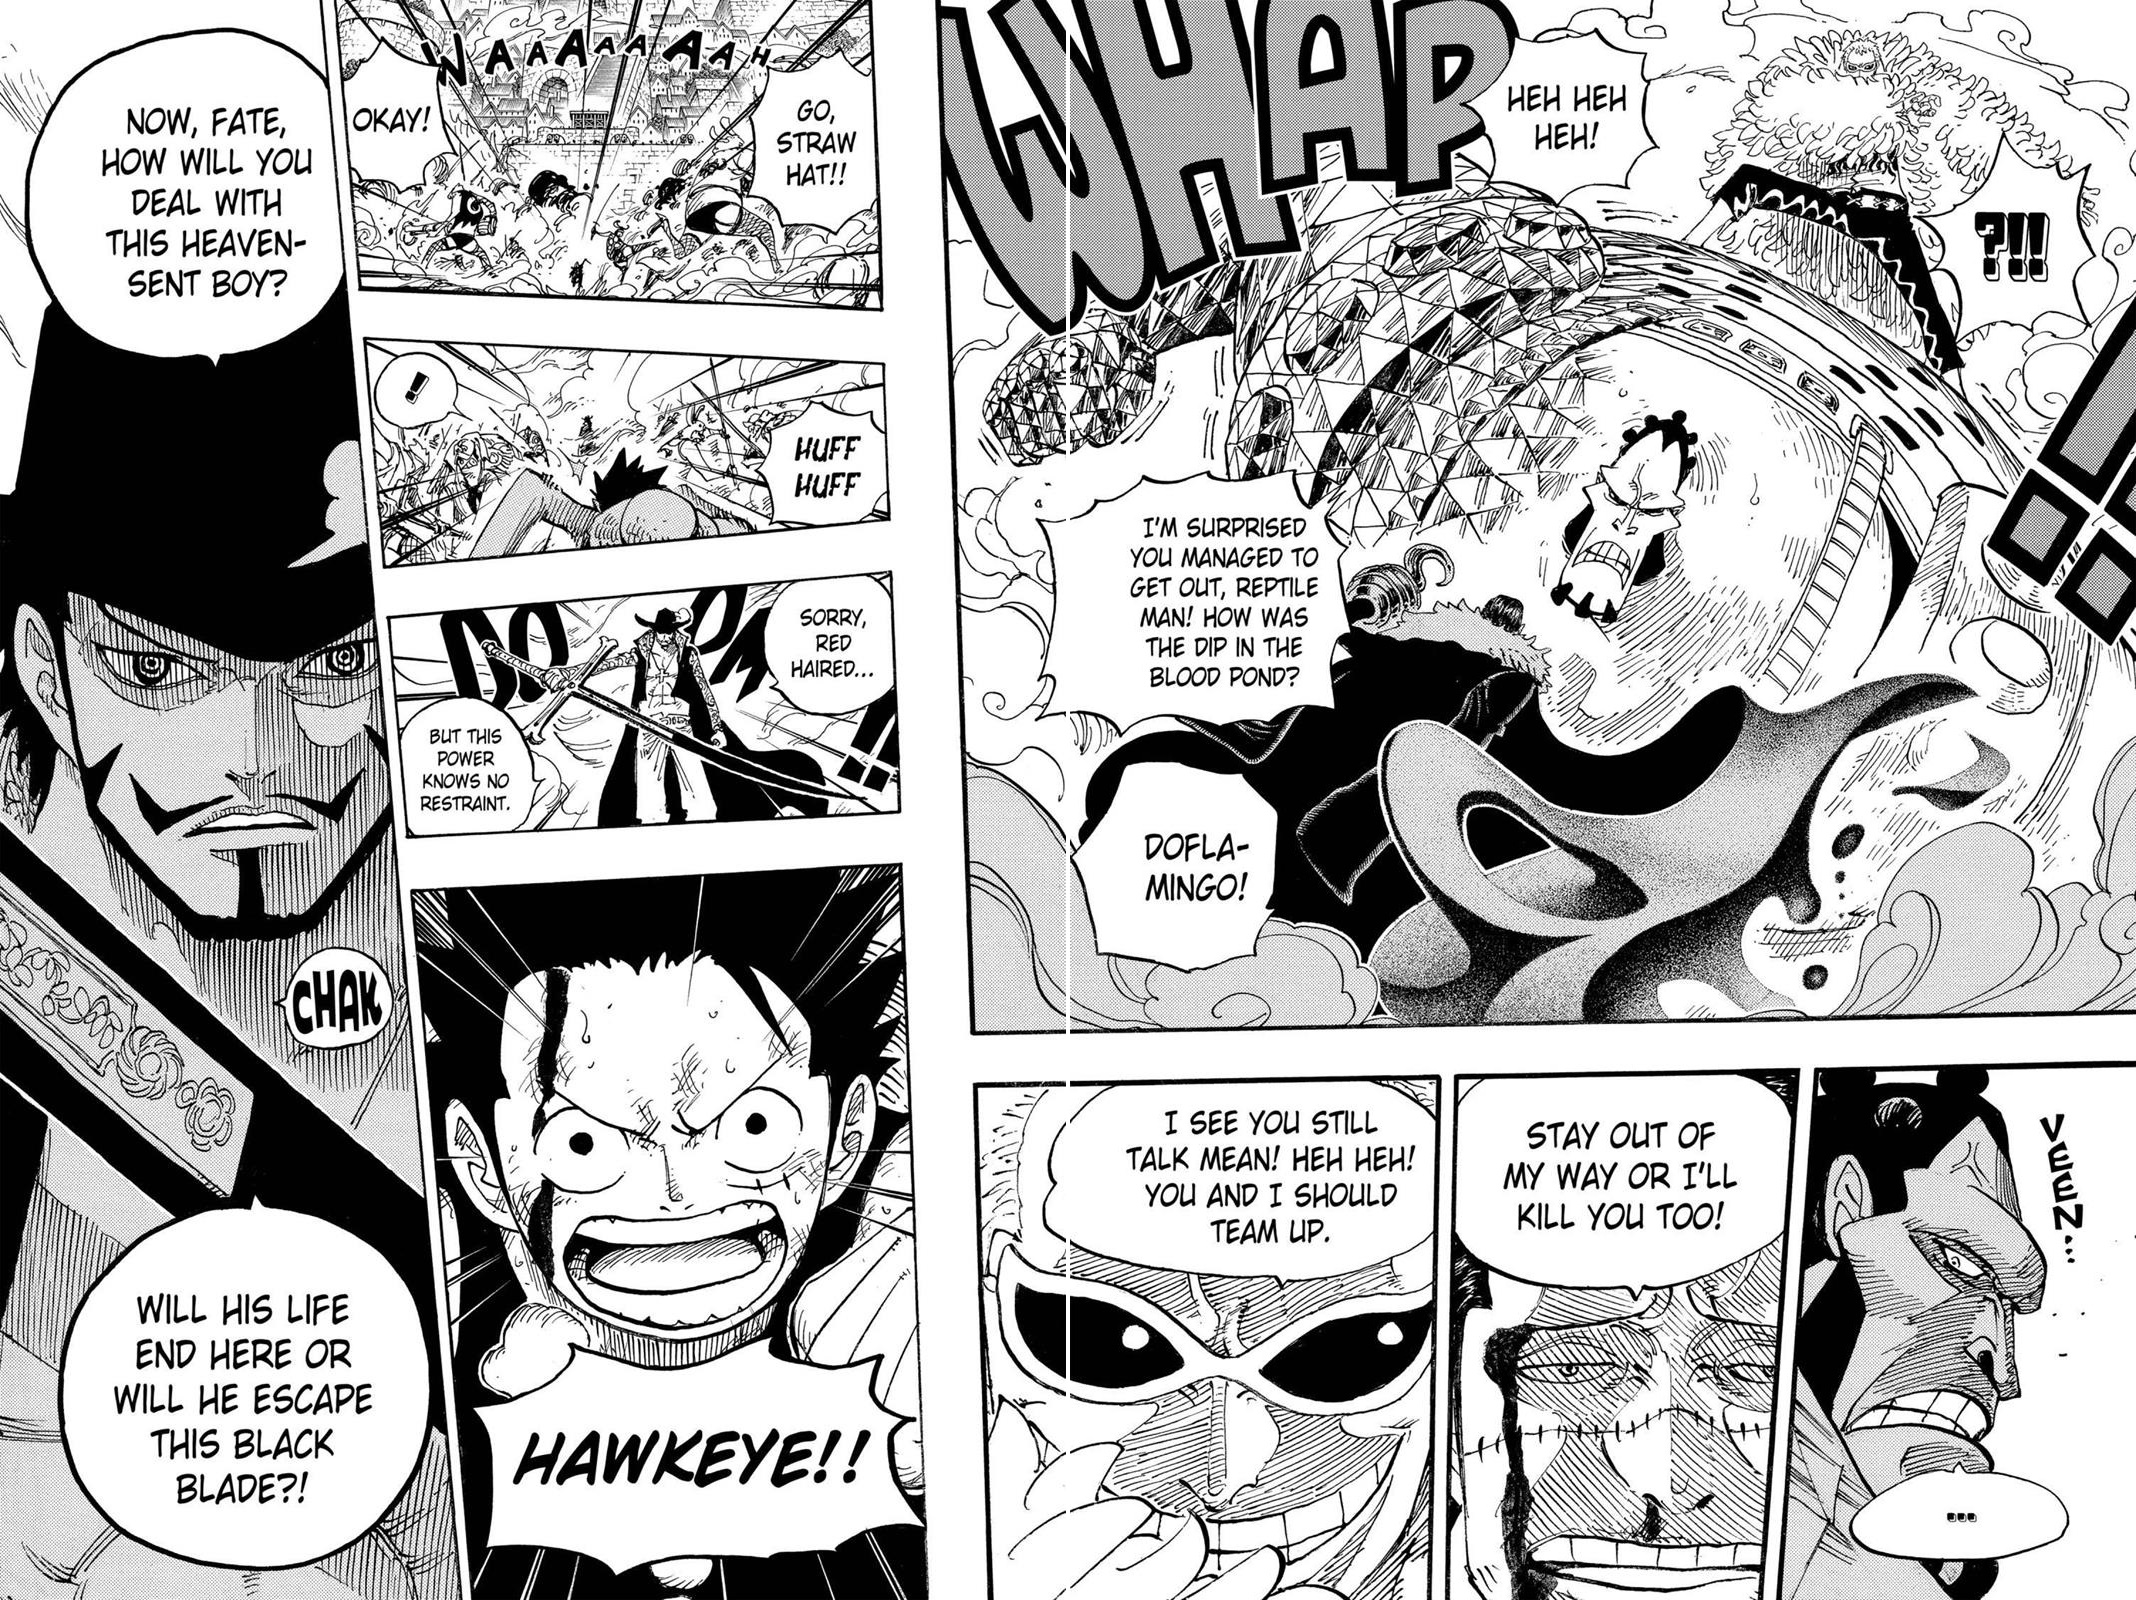 WHAP
HEH HEH
HEH!
?!!
!!
I'M SURPRISED
YOU MANAGED TO
GET OUT, REPTILE
MAN! HOW WAS
THE DIP IN THE
BLOOD POND?
DOFLA-
MINGO!
VEEN...
...
STAY OUT OF
MY WAY OR I'LL
KILL YOU TOO!
I SEE YOU STILL
TALK MEAN! HEH HEH!
YOU AND I SHOULD
TEAM UP.
WAAAAAAAH
GO,
STRAW
HAT!!
OKAY!
HUFF
HUFF
!
SORRY,
RED
HAIRED...
DOOM
!!
BUT THIS
POWER
KNOWS NO
RESTRAINT.
HAWKEYE!!
NOW, FATE,
HOW WILL YOU
DEAL WITH
THIS HEAVEN-
SENT BOY?
CHAK
WILL HIS LIFE
END HERE OR
WILL HE ESCAPE
THIS BLACK
BLADE?!